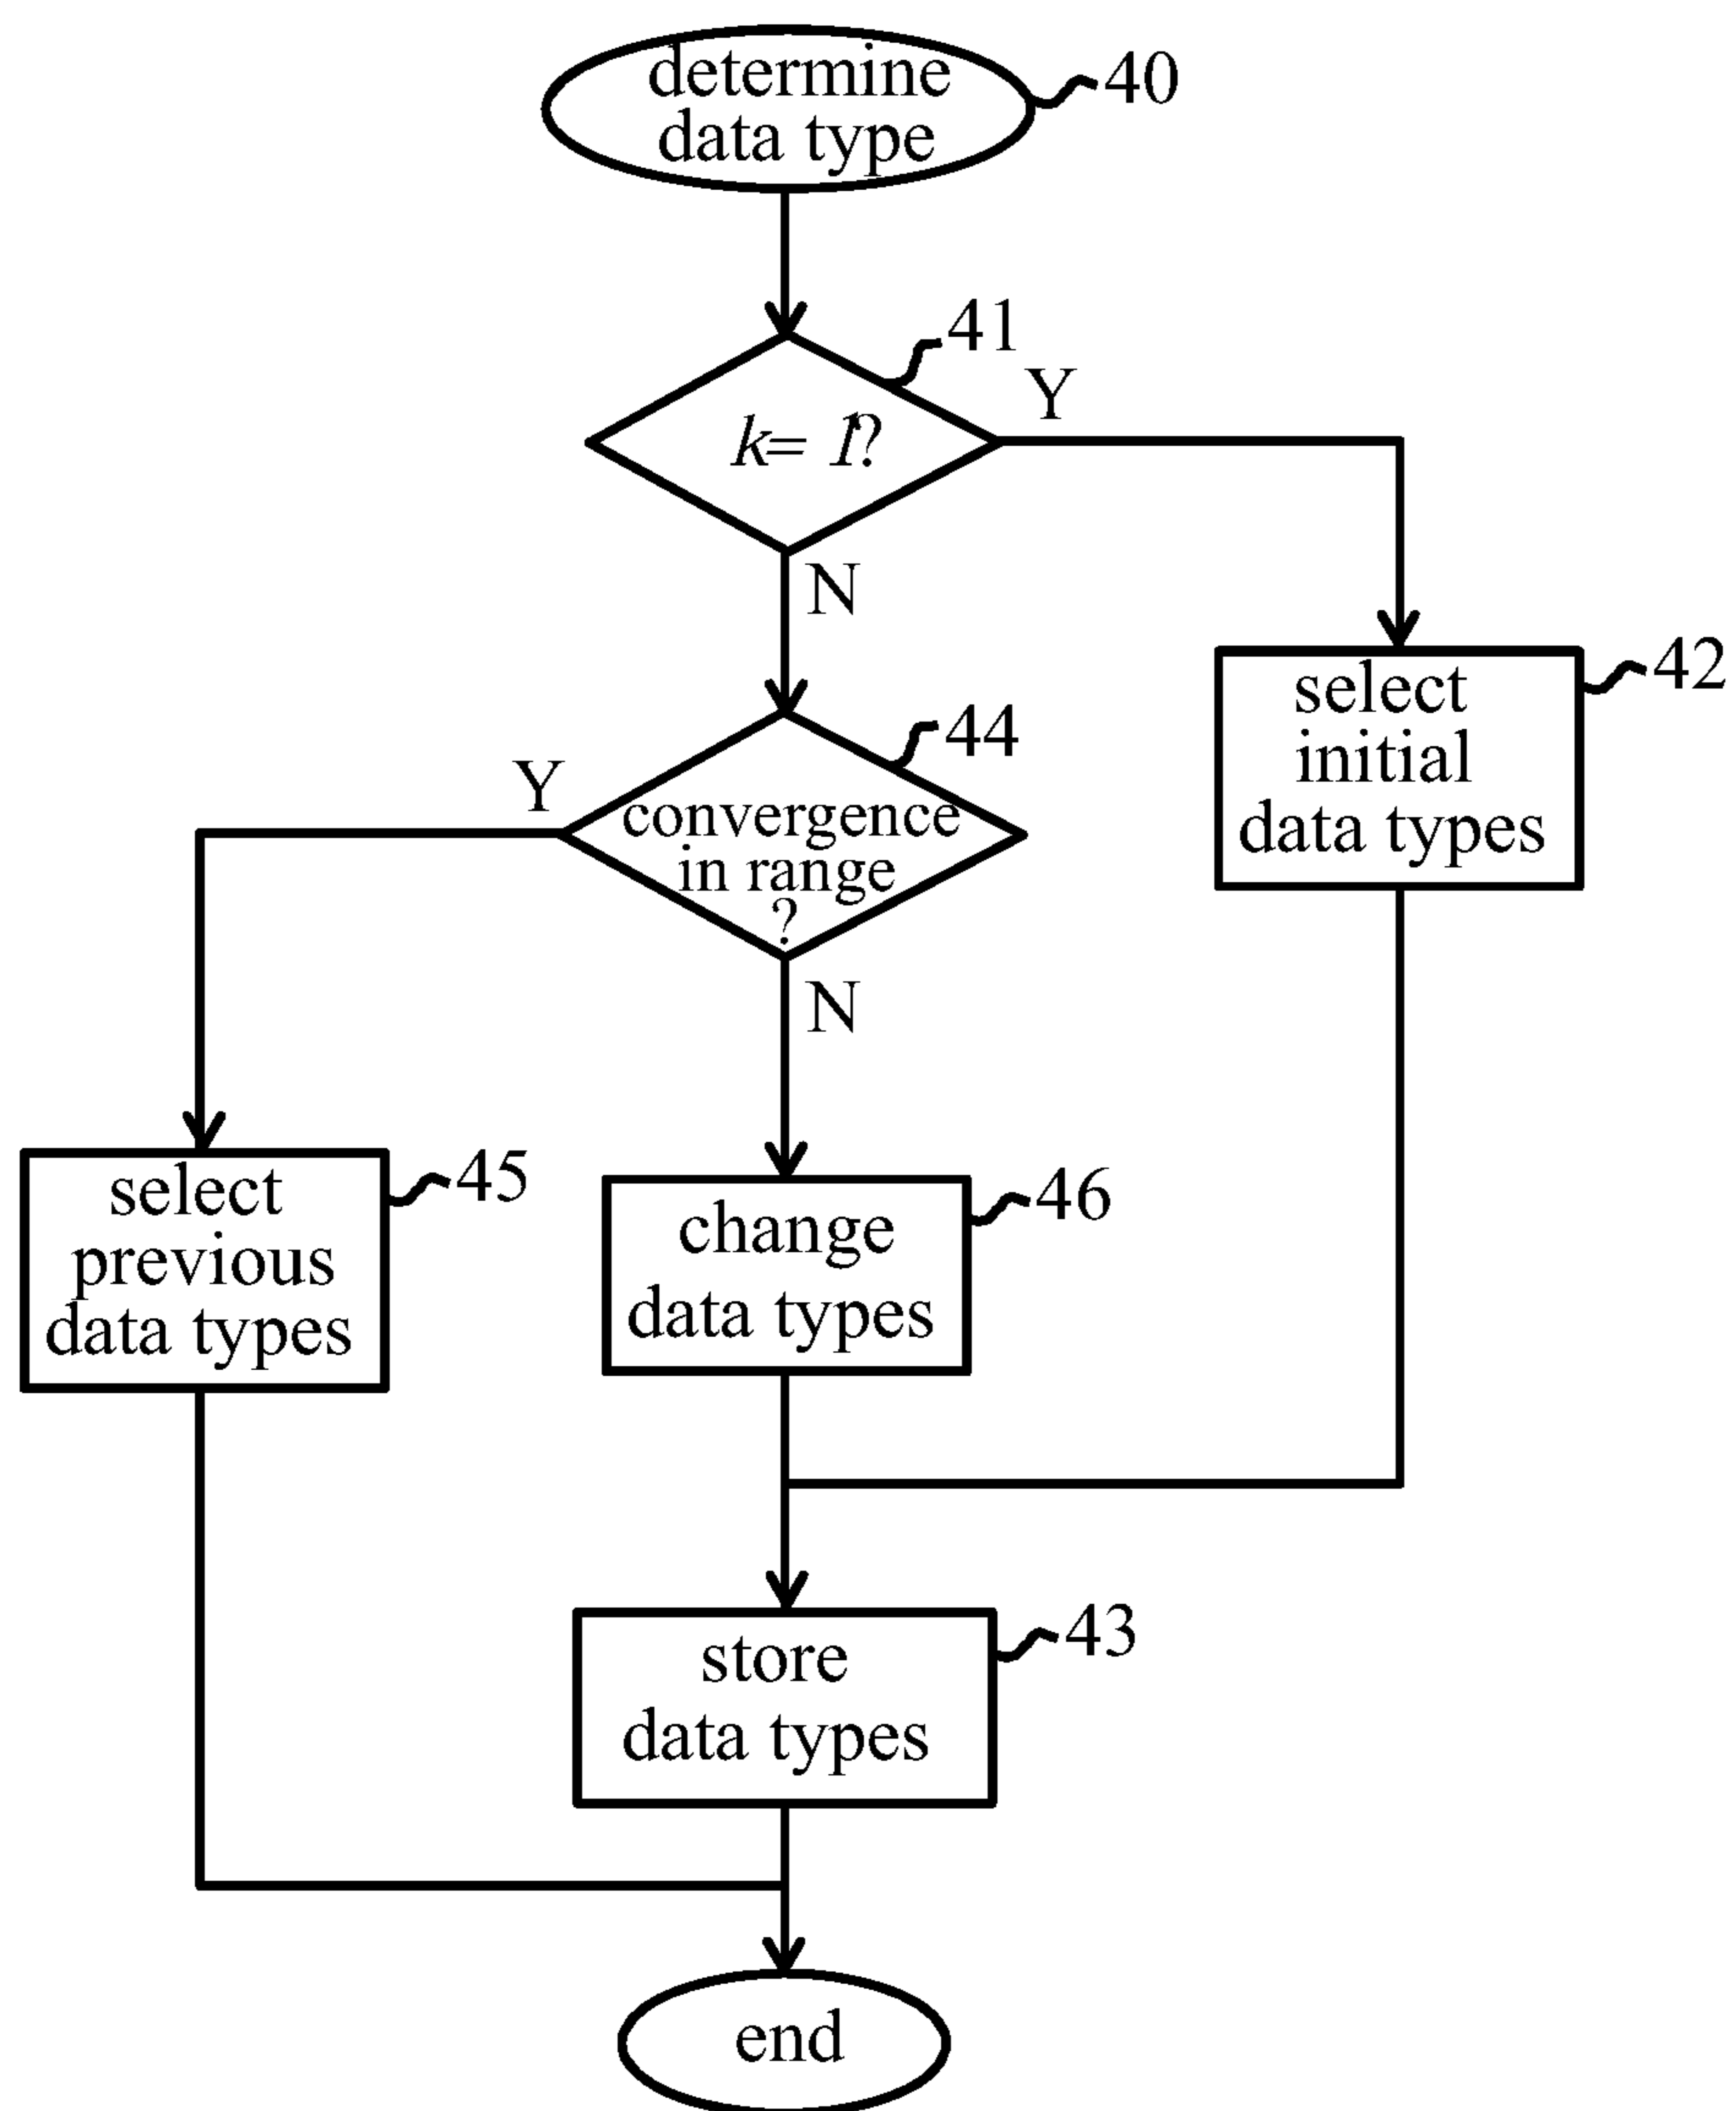 determine
data type
40
41
k= 1?
Y
N
42
select
initial
data types
44
Y
convergence
in range
?
N
45
select
previous
data types
46
change
data types
43
store
data types
end